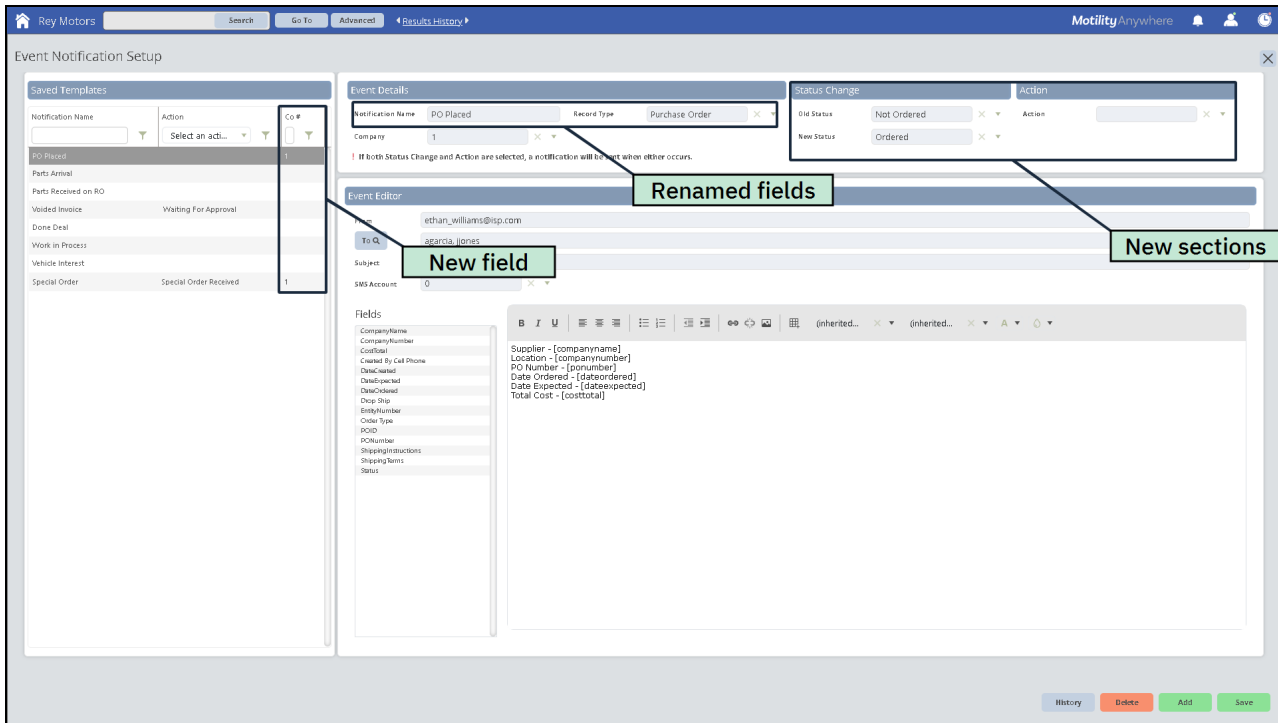 Rey Motors Search Go To Advanced Results History MotilityAnywhere
Event Notification Setup
Saved Templates
Notification Name Action Co #
Select an acti...
PO Placed 1
Parts Arrival
Parts Received on RO
Voided Invoice Waiting For Approval
Done Deal
Work in Process
Vehicle Interest
Special Order Special Order Received 1
Event Details
Notification Name PO Placed Record Type Purchase Order
Company 1
! If both Status Change and Action are selected, a notification will be sent when either occurs.
Status Change
Old Status Not Ordered
New Status Ordered
Action
Action
Renamed fields
New sections
New field
Event Editor
From ethan_williams@isp.com
To agarcia, jjones
Subject
SMS Account 0
Fields
CompanyName
CompanyNumber
CostTotal
Created By Cell Phone
DateCreated
DateExpected
DateOrdered
Drop Ship
EntityNumber
Order Type
POID
PONumber
ShippingInstructions
ShippingTerms
Status
B I U (inherited... (inherited... A
Supplier - [companyname]
Location - [companynumber]
PO Number - [ponumber]
Date Ordered - [dateordered]
Date Expected - [dateexpected]
Total Cost - [costtotal]
History Delete Add Save